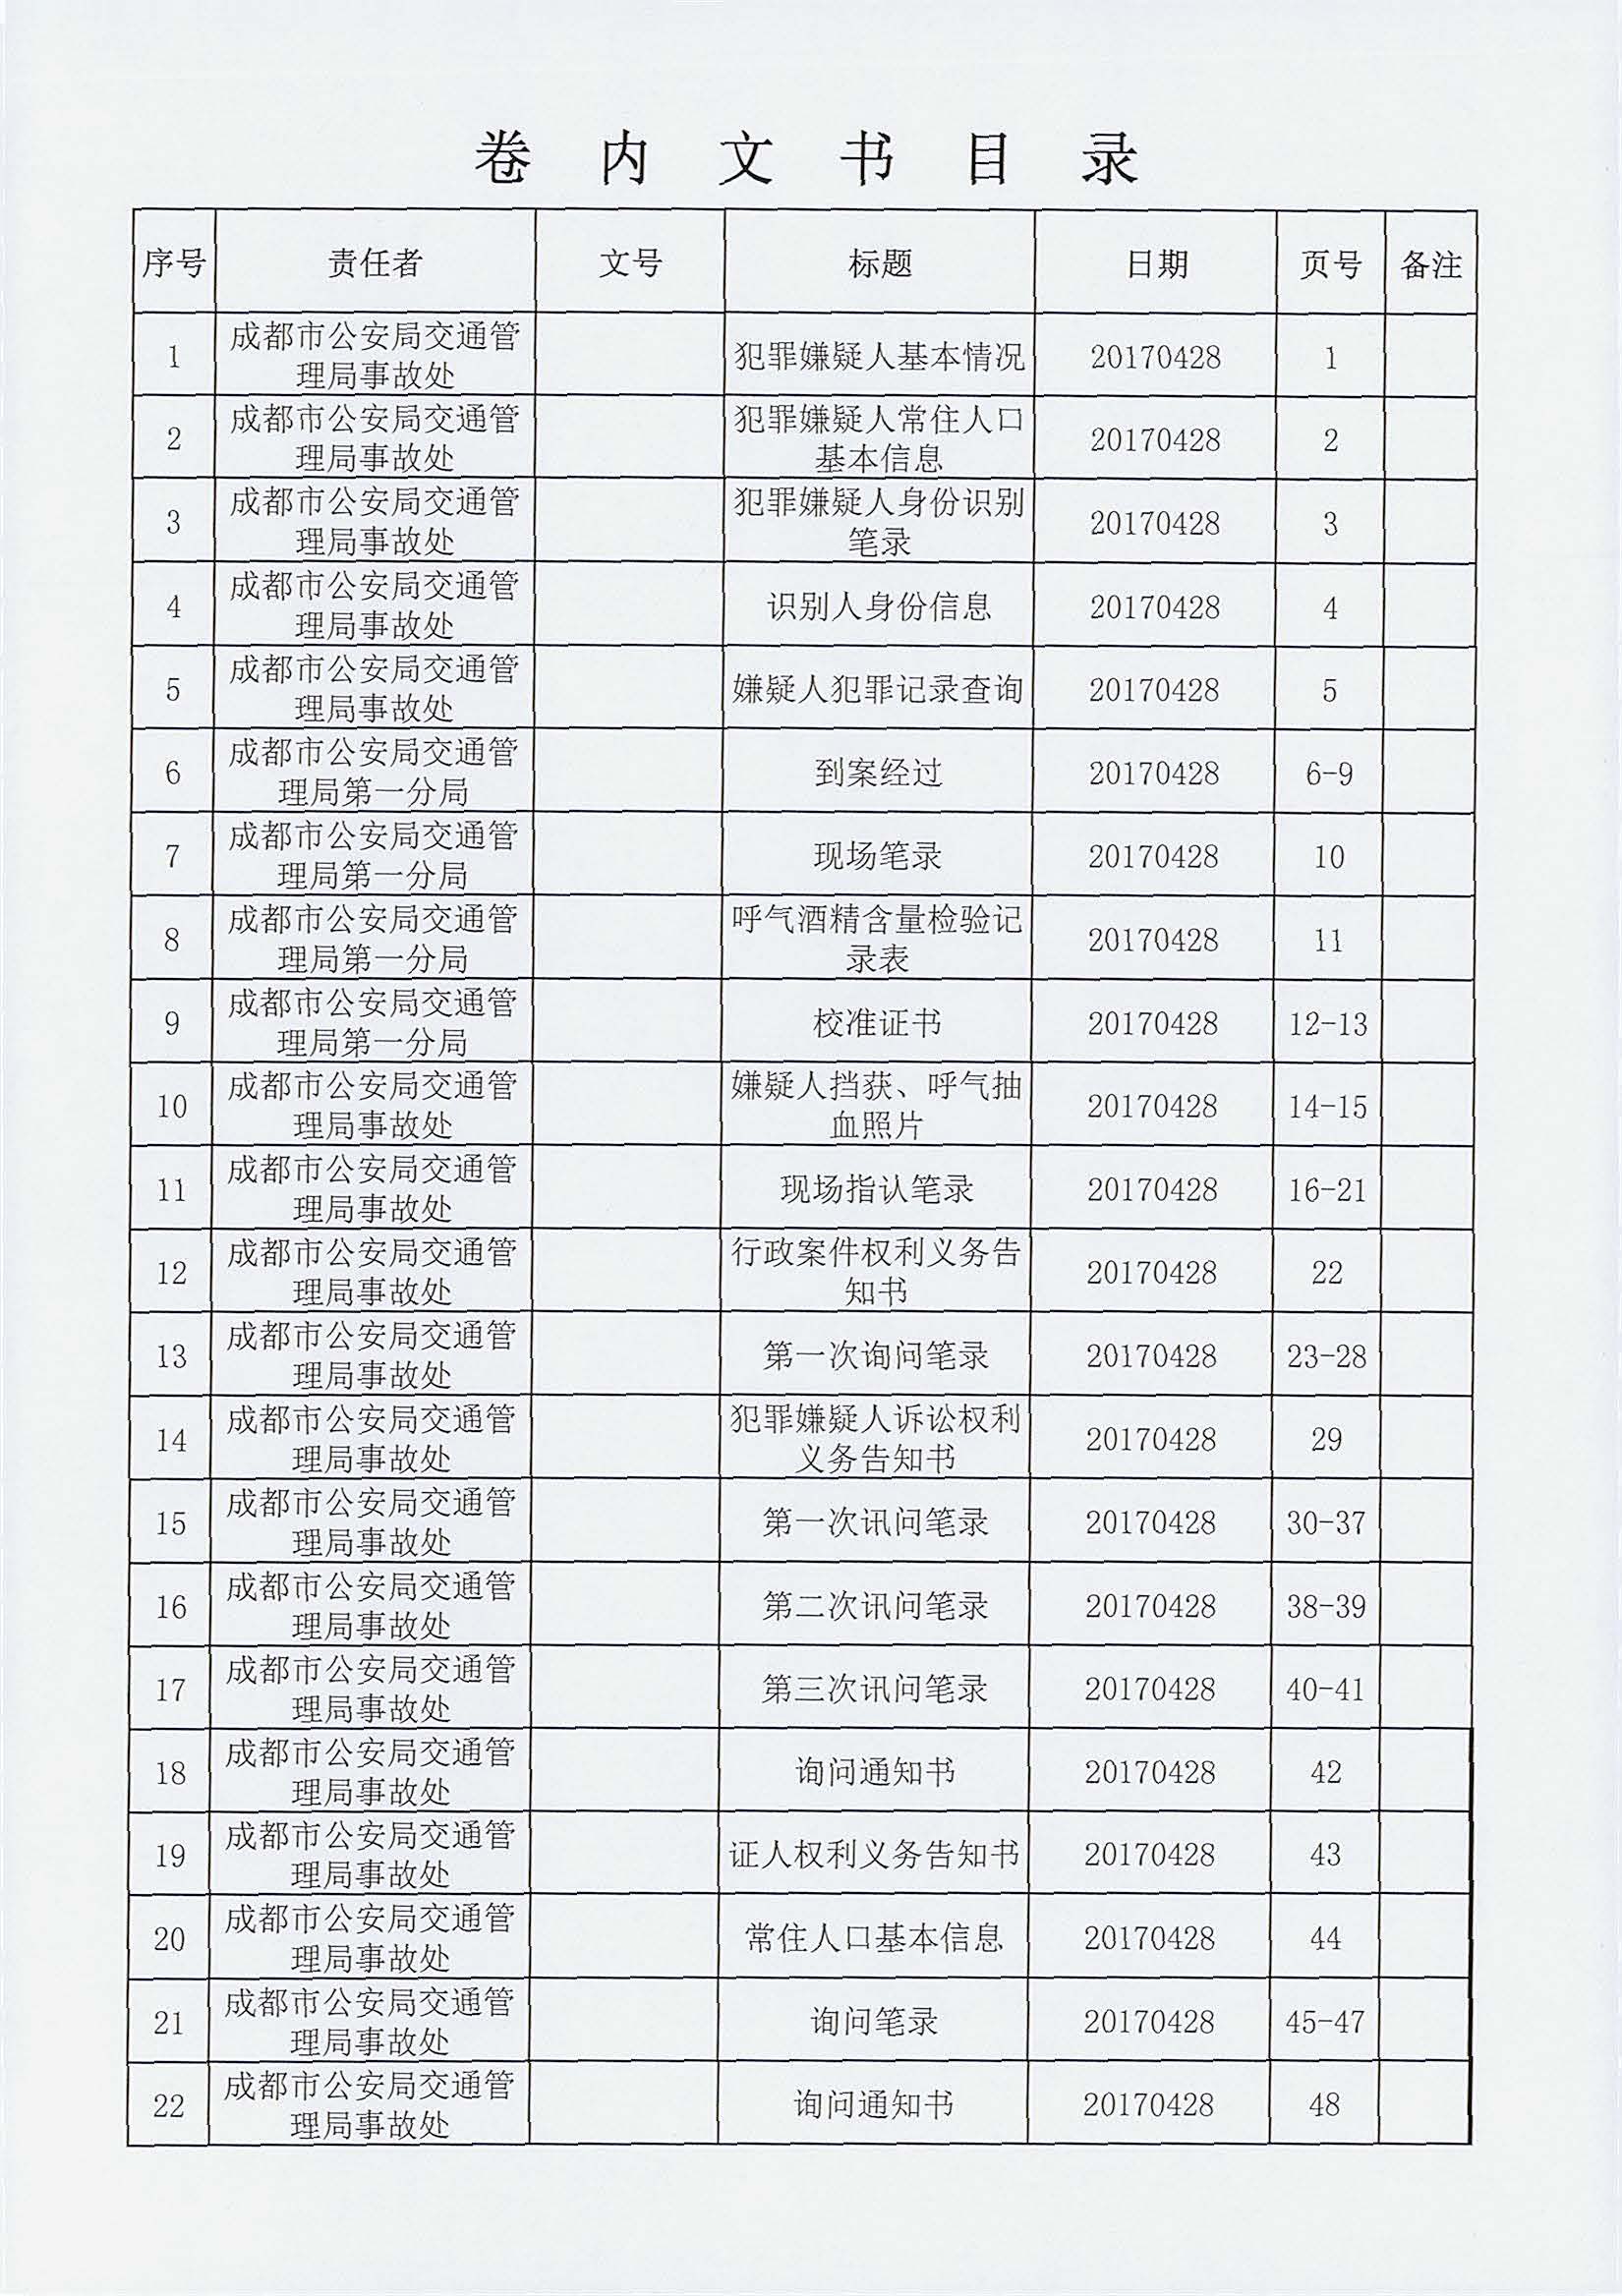 卷内文书目录
序号 责任者 文号 标题 日期 页号 备注
1 成都市公安局交通管理局事故处 犯罪嫌疑人基本情况 20170428 1
2 成都市公安局交通管理局事故处 犯罪嫌疑人常住人口基本信息 20170428 2
3 成都市公安局交通管理局事故处 犯罪嫌疑人身份识别笔录 20170428 3
4 成都市公安局交通管理局事故处 识别人身份信息 20170428 4
5 成都市公安局交通管理局事故处 嫌疑人犯罪记录查询 20170428 5
6 成都市公安局交通管理局第一分局 到案经过 20170428 6-9
7 成都市公安局交通管理局第一分局 现场笔录 20170428 10
8 成都市公安局交通管理局第一分局 呼气酒精含量检验记录表 20170428 11
9 成都市公安局交通管理局第一分局 校准证书 20170428 12-13
10 成都市公安局交通管理局事故处 嫌疑人挡获、呼气抽血照片 20170428 14-15
11 成都市公安局交通管理局事故处 现场指认笔录 20170428 16-21
12 成都市公安局交通管理局事故处 行政案件权利义务告知书 20170428 22
13 成都市公安局交通管理局事故处 第一次询问笔录 20170428 23-28
14 成都市公安局交通管理局事故处 犯罪嫌疑人诉讼权利义务告知书 20170428 29
15 成都市公安局交通管理局事故处 第一次讯问笔录 20170428 30-37
16 成都市公安局交通管理局事故处 第二次讯问笔录 20170428 38-39
17 成都市公安局交通管理局事故处 第三次讯问笔录 20170428 40-41
18 成都市公安局交通管理局事故处 询问通知书 20170428 42
19 成都市公安局交通管理局事故处 证人权利义务告知书 20170428 43
20 成都市公安局交通管理局事故处 常住人口基本信息 20170428 44
21 成都市公安局交通管理局事故处 询问笔录 20170428 45-47
22 成都市公安局交通管理局事故处 询问通知书 20170428 48